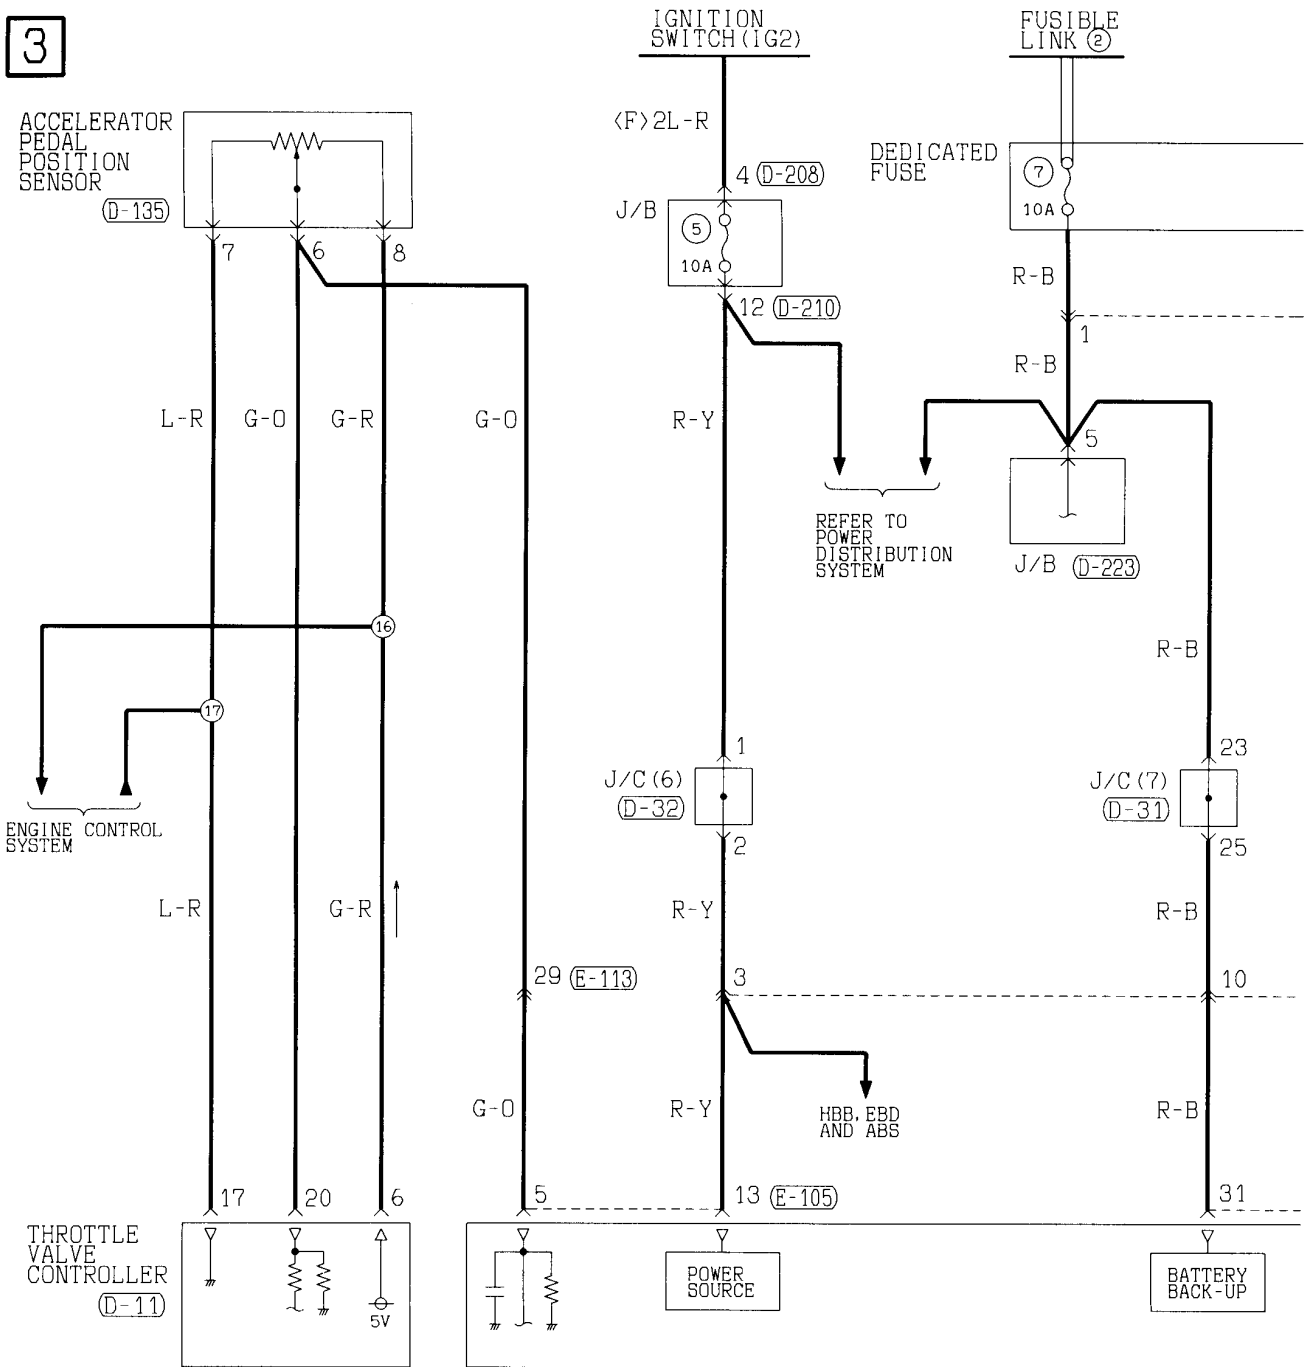 3
IGNITION
SWITCH(IG2)
FUSIBLE
LINK ②
ACCELERATOR
PEDAL
POSITION
SENSOR
(D-135)
<F>2L-R
4 (D-208)
J/B
5
10A
12 (D-210)
DEDICATED
FUSE
7
10A
R-B
1
R-B
5
J/B (D-223)
7
6
8
L-R
G-O
G-R
G-O
R-Y
REFER TO
POWER
DISTRIBUTION
SYSTEM
16
17
R-B
ENGINE CONTROL
SYSTEM
1
J/C(6)
(D-32)
2
23
J/C(7)
(D-31)
25
L-R
G-R
R-Y
R-B
29 (E-113)
3
10
G-O
R-Y
HBB, EBD
AND ABS
R-B
17
20
6
5
13 (E-105)
31
THROTTLE
VALVE
CONTROLLER
(D-11)
5V
POWER
SOURCE
BATTERY
BACK-UP